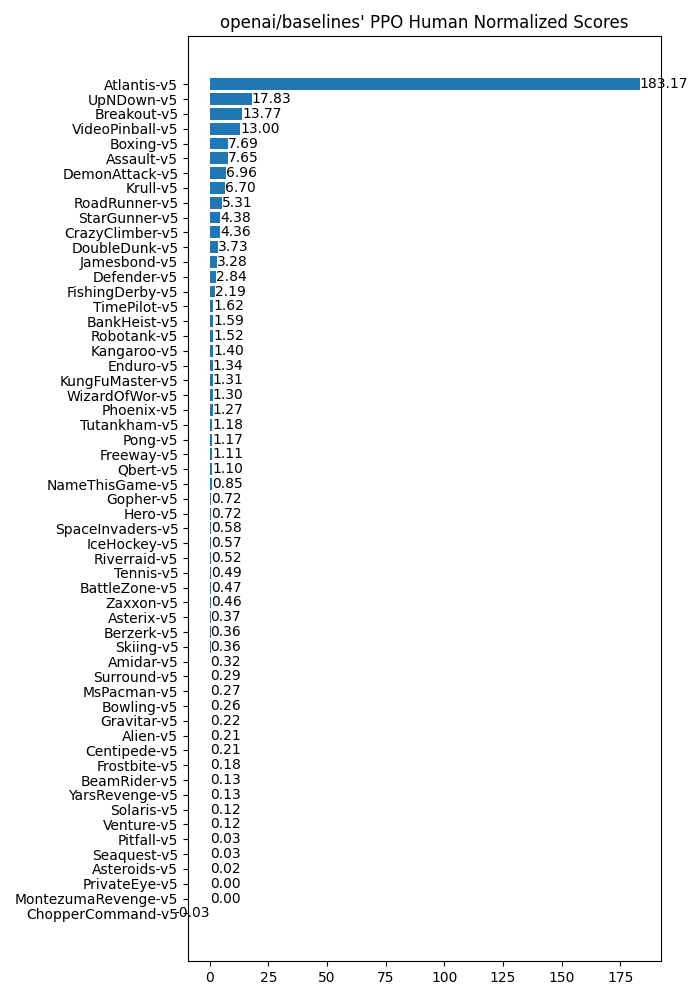 openai/baselines' PPO Human Normalized Scores
Atlantis-v5 183.17
UpNDown-v5 17.83
Breakout-v5 13.77
VideoPinball-v5 13.00
Boxing-v5 7.69
Assault-v5 7.65
DemonAttack-v5 6.96
Krull-v5 6.70
RoadRunner-v5 5.31
StarGunner-v5 4.38
CrazyClimber-v5 4.36
DoubleDunk-v5 3.73
Jamesbond-v5 3.28
Defender-v5 2.84
FishingDerby-v5 2.19
TimePilot-v5 1.62
BankHeist-v5 1.59
Robotank-v5 1.52
Kangaroo-v5 1.40
Enduro-v5 1.34
KungFuMaster-v5 1.31
WizardOfWor-v5 1.30
Phoenix-v5 1.27
Tutankham-v5 1.18
Pong-v5 1.17
Freeway-v5 1.11
Qbert-v5 1.10
NameThisGame-v5 0.85
Gopher-v5 0.72
Hero-v5 0.72
SpaceInvaders-v5 0.58
IceHockey-v5 0.57
Riverraid-v5 0.52
Tennis-v5 0.49
BattleZone-v5 0.47
Zaxxon-v5 0.46
Asterix-v5 0.37
Berzerk-v5 0.36
Skiing-v5 0.36
Amidar-v5 0.32
Surround-v5 0.29
MsPacman-v5 0.27
Bowling-v5 0.26
Gravitar-v5 0.22
Alien-v5 0.21
Centipede-v5 0.21
Frostbite-v5 0.18
BeamRider-v5 0.13
YarsRevenge-v5 0.13
Solaris-v5 0.12
Venture-v5 0.12
Pitfall-v5 0.03
Seaquest-v5 0.03
Asteroids-v5 0.02
PrivateEye-v5 0.00
MontezumaRevenge-v5 0.00
ChopperCommand-v5 -0.03
0 25 50 75 100 125 150 175